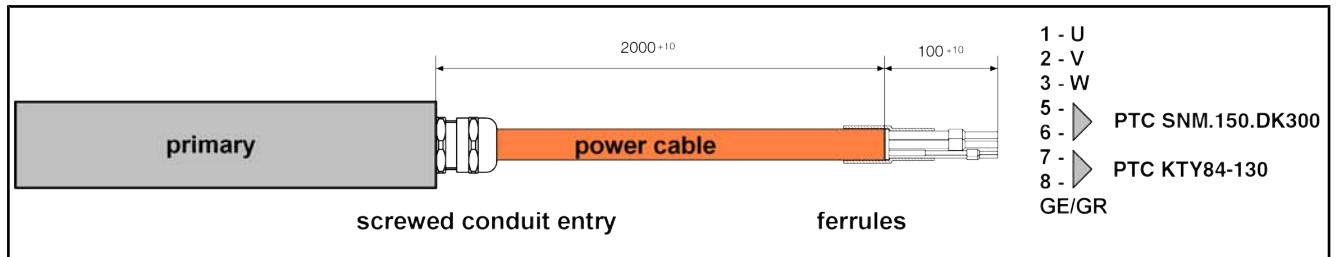 2000 +10
100 +10
primary
power cable
screwed conduit entry
ferrules
1 - U
2 - V
3 - W
5 -
6 -
PTC SNM.150.DK300
7 -
8 -
PTC KTY84-130
GE/GR